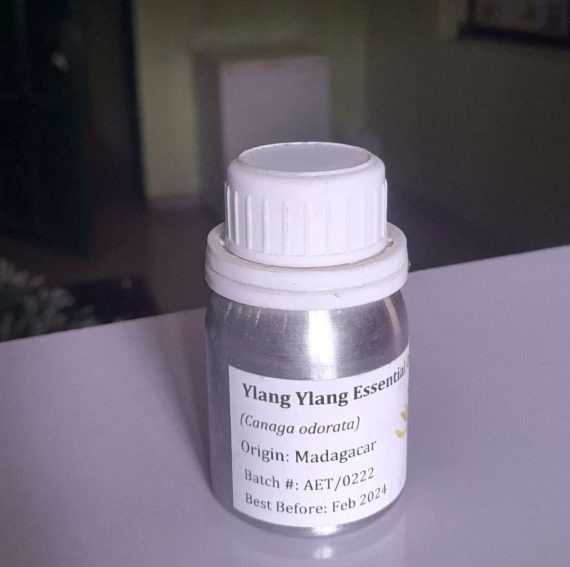 Ylang Ylang Essential
(Canaga odorata)
Origin: Madagacar
Batch #: AET/0222
Best Before: Feb 2024